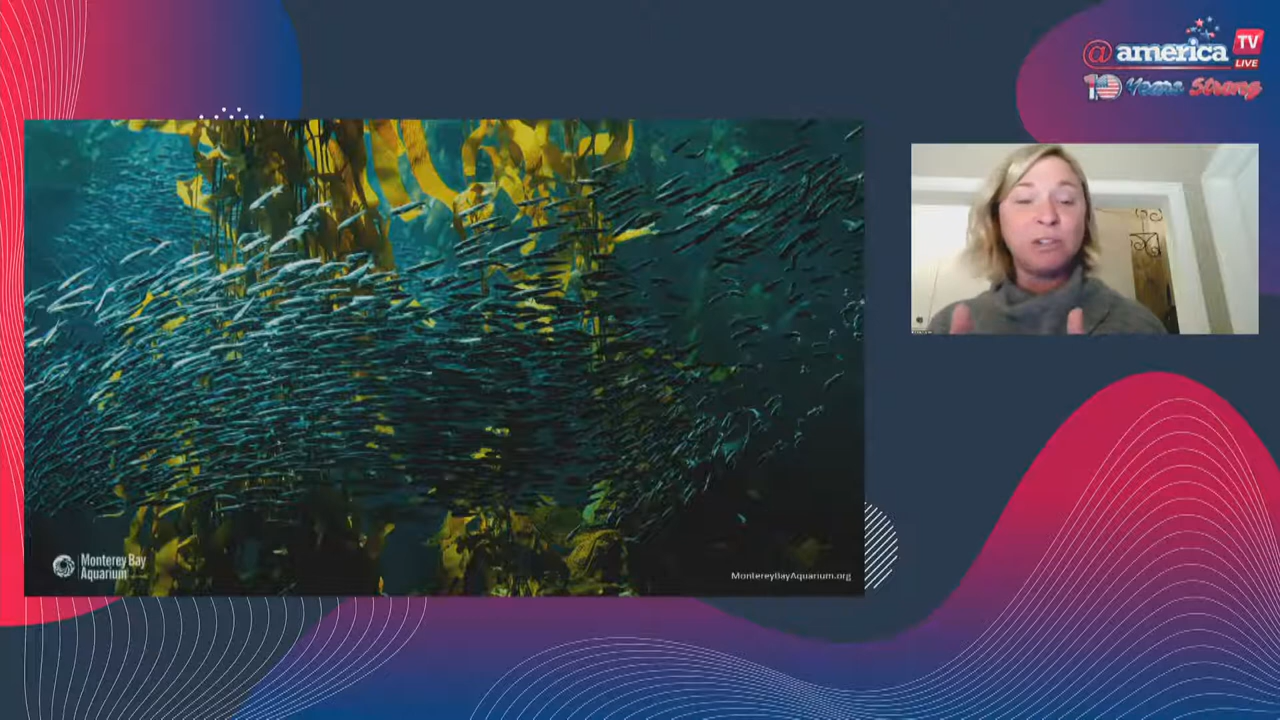 @america
TV
LIVE
10 Years Strong
Monterey Bay
Aquarium
MontereyBayAquarium.org